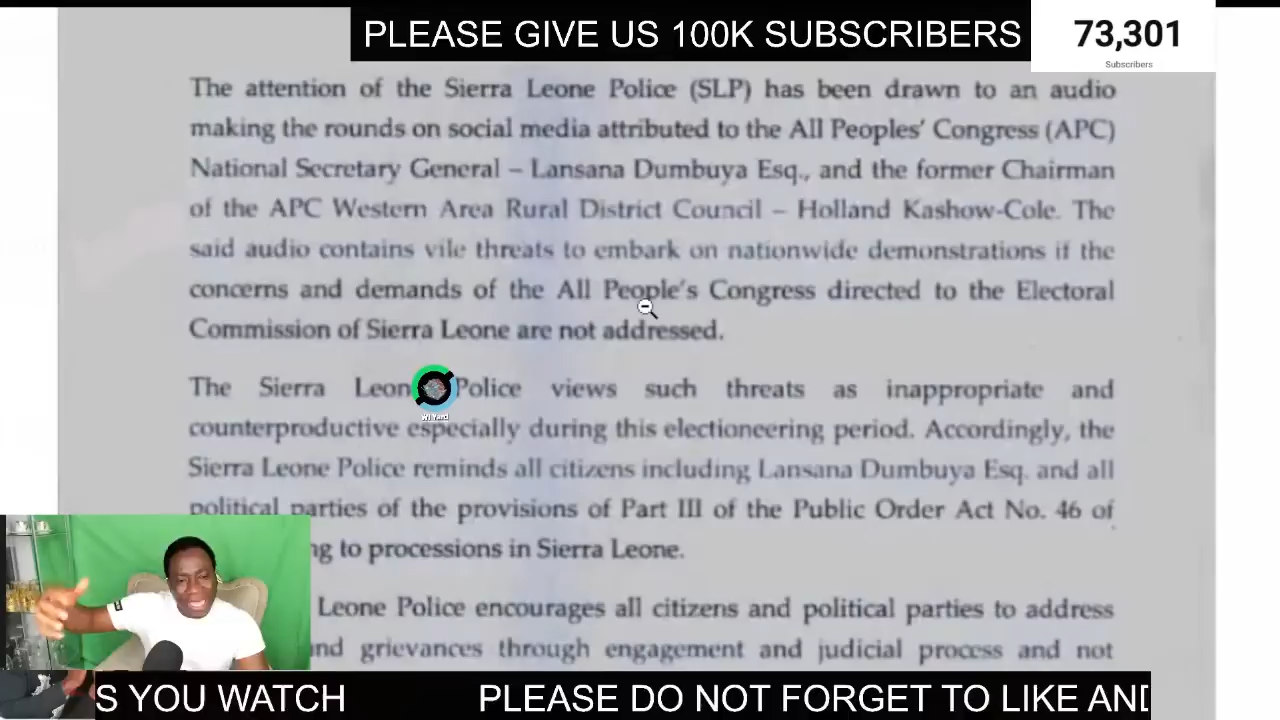 PLEASE GIVE US 100K SUBSCRIBERS
73,301
Subscribers
The attention of the Sierra Leone Police (SLP) has been drawn to an audio
making the rounds on social media attributed to the All Peoples' Congress (APC)
National Secretary General – Lansana Dumbuya Esq., and the former Chairman
of the APC Western Area Rural District Council – Holland Kashow-Cole. The
said audio contains vile threats to embark on nationwide demonstrations if the
concerns and demands of the All People's Congress directed to the Electoral
Commission of Sierra Leone are not addressed.
The Sierra Leon Police views such threats as inappropriate and
counterproductive especially during this electioneering period. Accordingly, the
Sierra Leone Police reminds all citizens including Lansana Dumbuya Esq. and all
political parties of the provisions of Part III of the Public Order Act No. 46 of
ng to processions in Sierra Leone.
Leone Police encourages all citizens and political parties to address
nd grievances through engagement and judicial process and not
S YOU WATCH PLEASE DO NOT FORGET TO LIKE AND